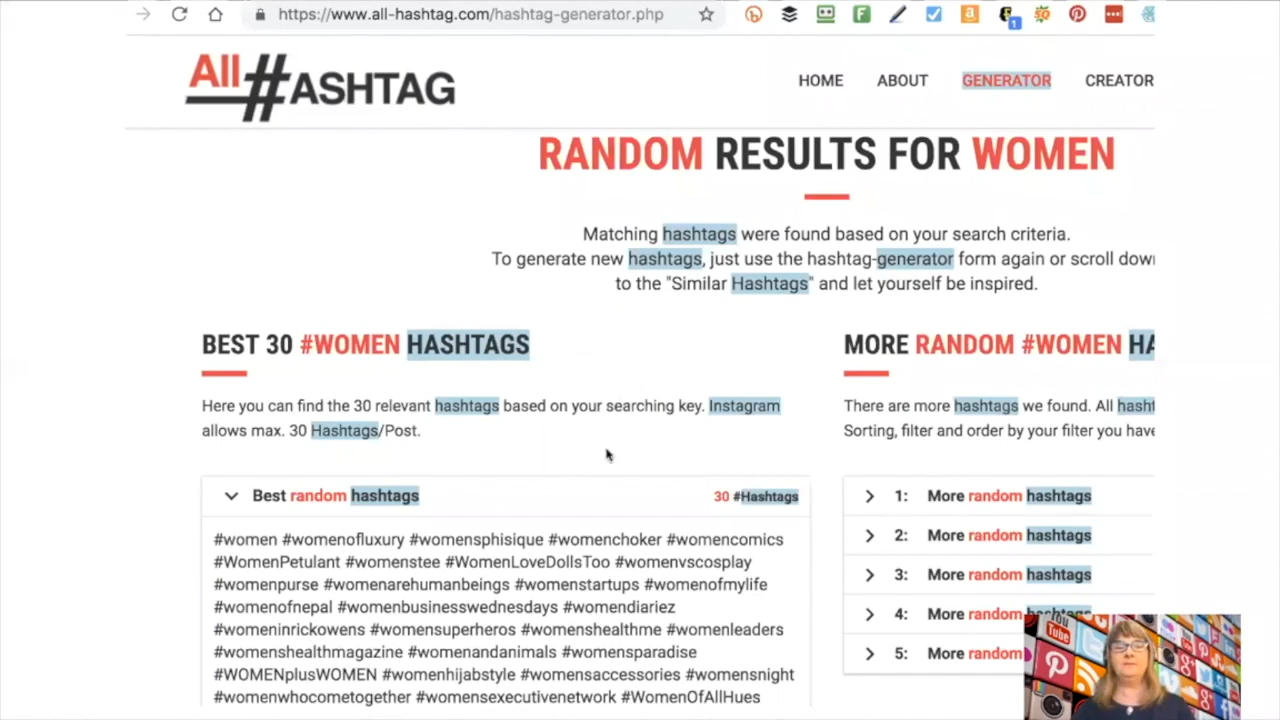 https://www.all-hashtag.com/hashtag-generator.php
1
All#ASHTAG
HOME ABOUT GENERATOR CREATOR
RANDOM RESULTS FOR WOMEN
Matching hashtags were found based on your search criteria.
To generate new hashtags, just use the hashtag-generator form again or scroll down
to the "Similar Hashtags" and let yourself be inspired.
BEST 30 #WOMEN HASHTAGS
Here you can find the 30 relevant hashtags based on your searching key. Instagram
allows max. 30 Hashtags/Post.
Best random hashtags 30 #Hashtags
#women #womenofluxury #womensphisique #womenchoker #womencomics
#WomenPetulant #womenstee #WomenLoveDollsToo #womenvscosplay
#womenpurse #womenarehumanbeings #womenstartups #womenofmylife
#womenofnepal #womenbusinesswednesdays #womendiariez
#womeninrickowens #womensuperheros #womenshealthme #womenleaders
#womenshealthmagazine #womenandanimals #womensparadise
#WOMENplusWOMEN #womenhijabstyle #womensaccessories #womensnight
#womenwhocometogether #womensexecutivenetwork #WomenOfAllHues
MORE RANDOM #WOMEN HA
There are more hashtags we found. All hasht
Sorting, filter and order by your filter you have
1: More random hashtags
2: More random hashtags
3: More random hashtags
4: More random hashtags
5: More random
You
Tube